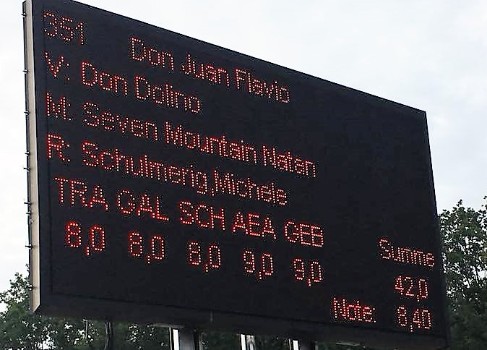 351 Don Juan Flavio
V: Don Dolino
M: Seven Mountain Natan
R: Schulmerig,Michele
TRA GAL SCH AEA GEB Summe
8,0 8,0 8,0 9,0 9,0 42,0
Note: 8,40